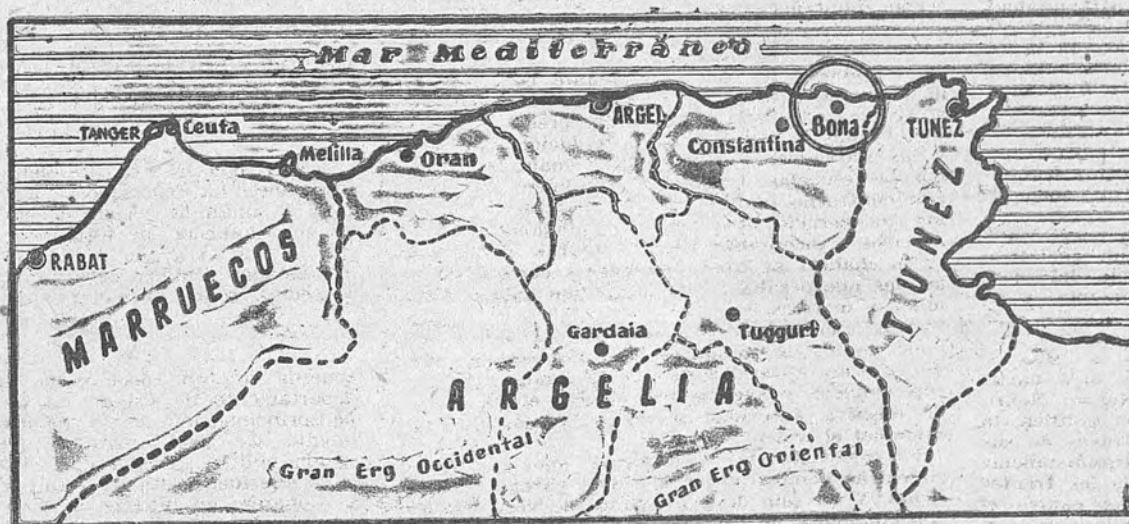 Mar Mediterráneo
TANGER
Ceuta
Melilla
Oran
ARGEL
Constantina
Bona
TUNEZ
RABAT
MARRUECOS
TUNEZ
Gardaia
Tuggurt
ARGELIA
Gran Erg Occidental
Gran Erg Oriental